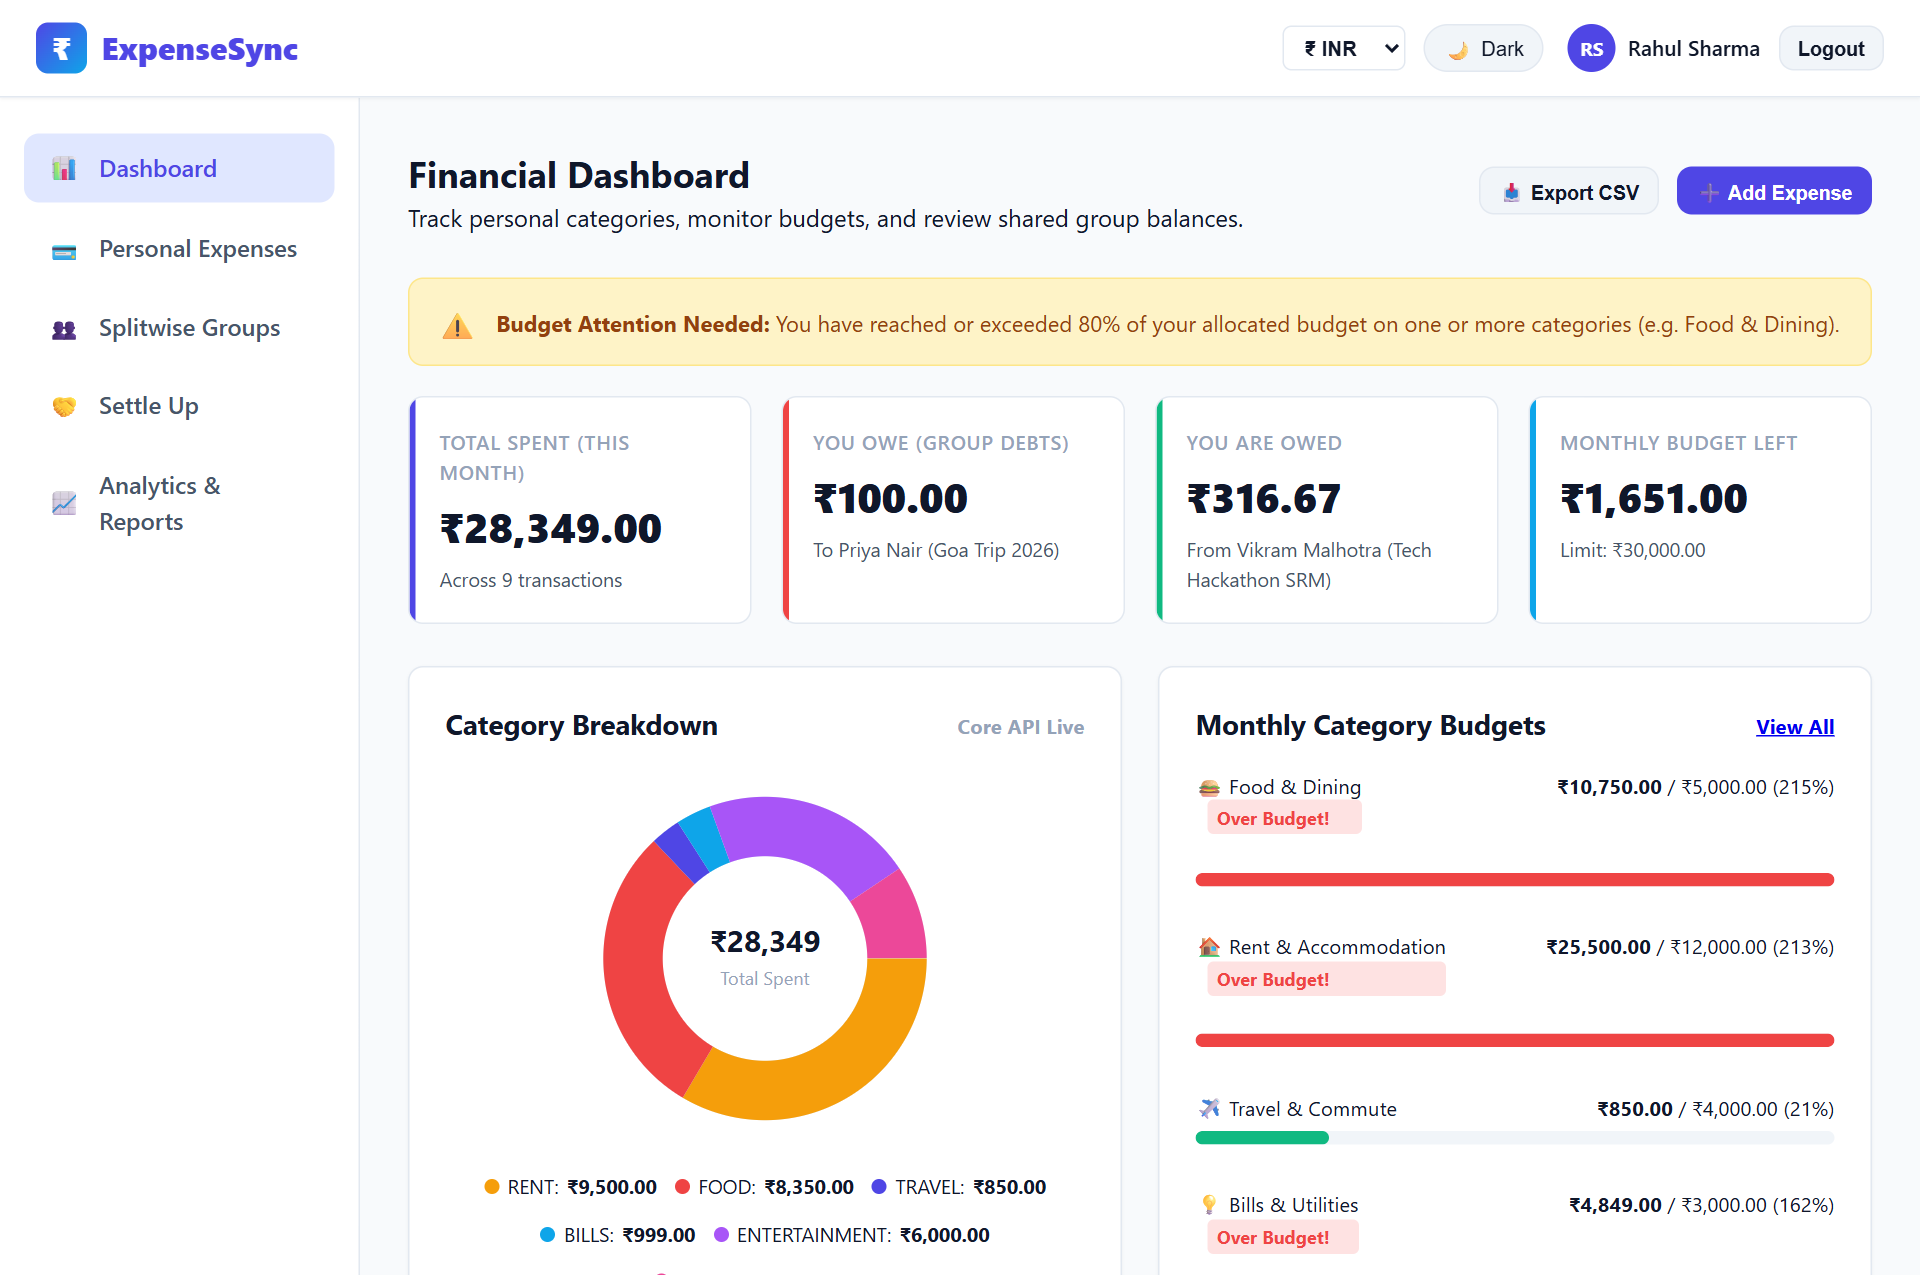 ₹ ExpenseSync
₹ INR
Dark
RS
Rahul Sharma
Logout
Dashboard
Personal Expenses
Splitwise Groups
Settle Up
Analytics &
Reports
Financial Dashboard
Track personal categories, monitor budgets, and review shared group balances.
Export CSV
Add Expense
Budget Attention Needed: You have reached or exceeded 80% of your allocated budget on one or more categories (e.g. Food & Dining).
TOTAL SPENT (THIS
MONTH)
₹28,349.00
Across 9 transactions
YOU OWE (GROUP DEBTS)
₹100.00
To Priya Nair (Goa Trip 2026)
YOU ARE OWED
₹316.67
From Vikram Malhotra (Tech
Hackathon SRM)
MONTHLY BUDGET LEFT
₹1,651.00
Limit: ₹30,000.00
Category Breakdown
Core API Live
₹28,349
Total Spent
RENT: ₹9,500.00 FOOD: ₹8,350.00 TRAVEL: ₹850.00
BILLS: ₹999.00 ENTERTAINMENT: ₹6,000.00
Monthly Category Budgets
View All
Food & Dining ₹10,750.00 / ₹5,000.00 (215%)
Over Budget!
Rent & Accommodation ₹25,500.00 / ₹12,000.00 (213%)
Over Budget!
Travel & Commute ₹850.00 / ₹4,000.00 (21%)
Bills & Utilities ₹4,849.00 / ₹3,000.00 (162%)
Over Budget!